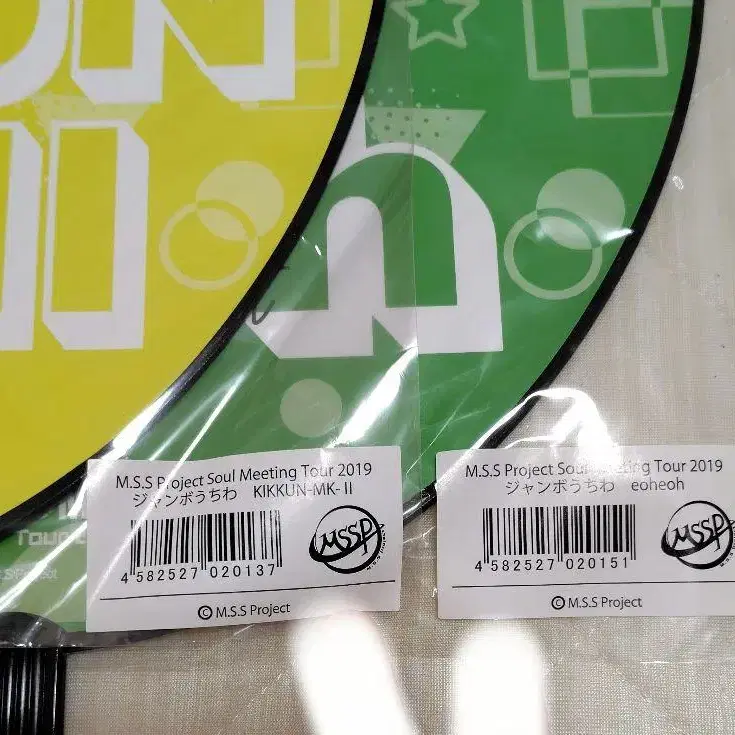 ON
II
h
M.S.S Project Soul Meeting Tour 2019
ジャンボうちわ KIKKUN-MK-II
4 582527 020137
MSSP
© M.S.S Project
M.S.S Project Soul Meeting Tour 2019
ジャンボうちわ eoheoh
4 582527 020151
MSSP
© M.S.S Project